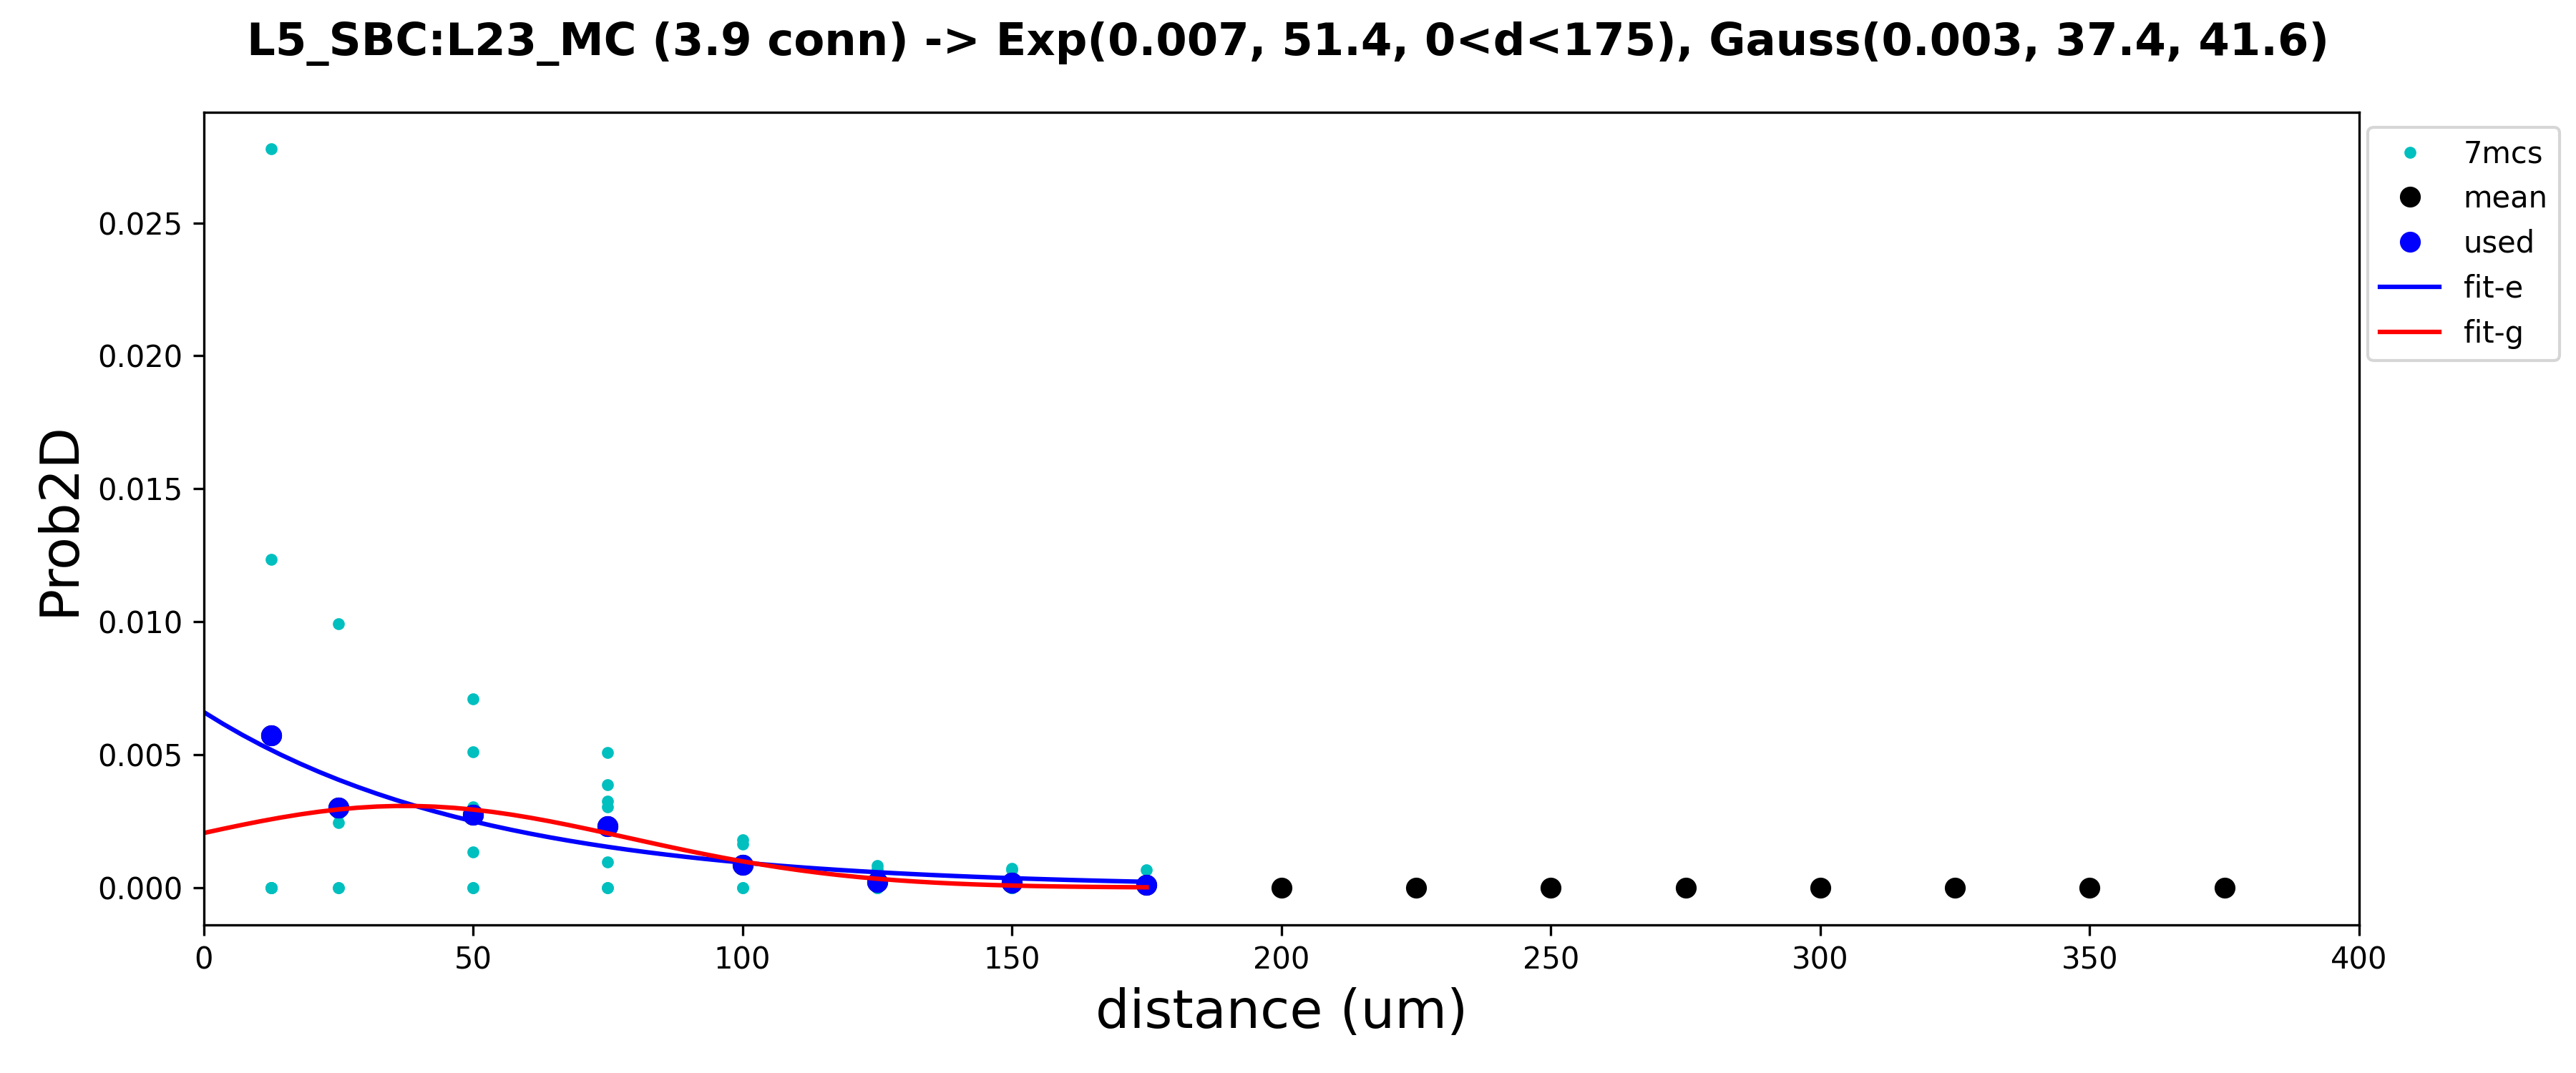 L5_SBC:L23_MC (3.9 conn) -> Exp(0.007, 51.4, 0<d<175), Gauss(0.003, 37.4, 41.6)
7mcs
mean
used
fit-e
fit-g
Prob2D
0.025
0.020
0.015
0.010
0.005
0.000
0 50 100 150 200 250 300 350 400
distance (um)